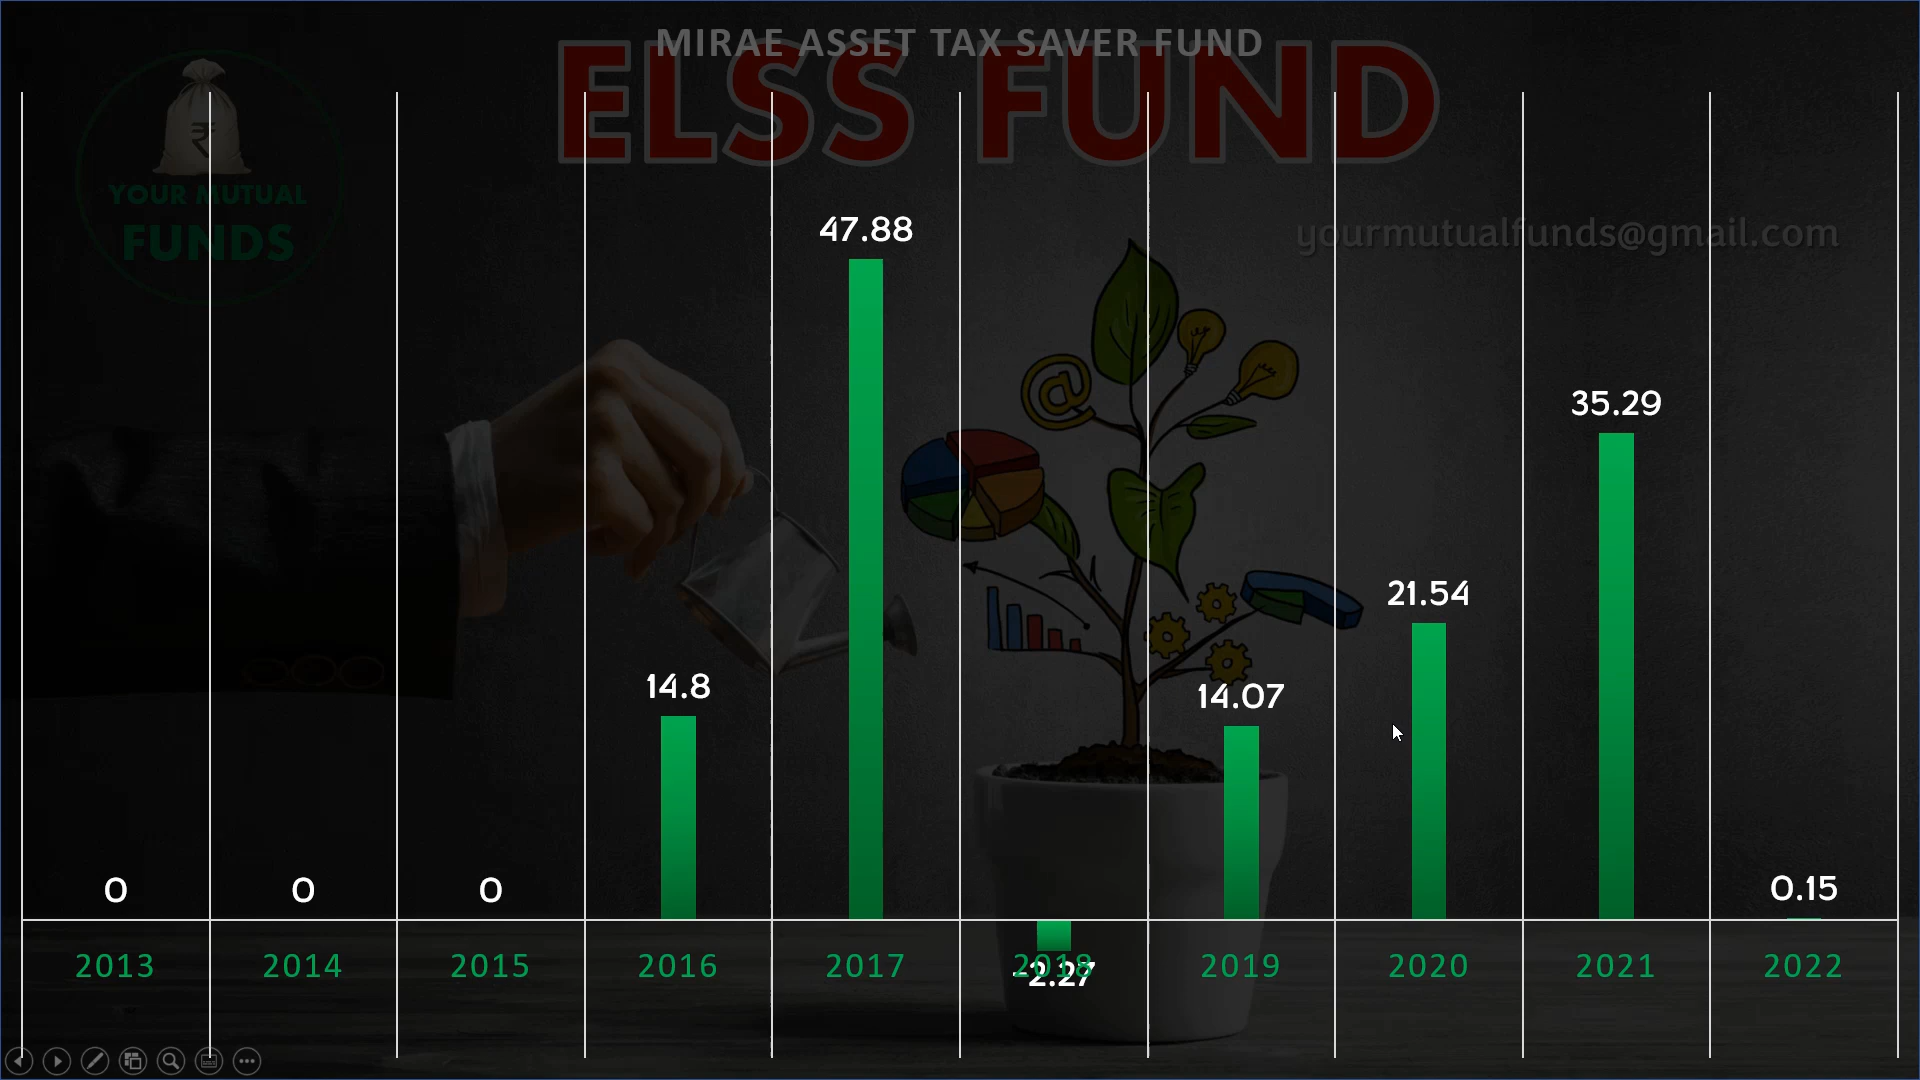 MIRAE ASSET TAX SAVER FUND
ELSS FUND
₹
YOUR MUTUAL
FUNDS
yourmutualfunds@gmail.com
47.88
35.29
21.54
14.8
14.07
0 0 0 0.15
2013 2014 2015 2016 2017 2018 2019 2020 2021 2022
-2.27